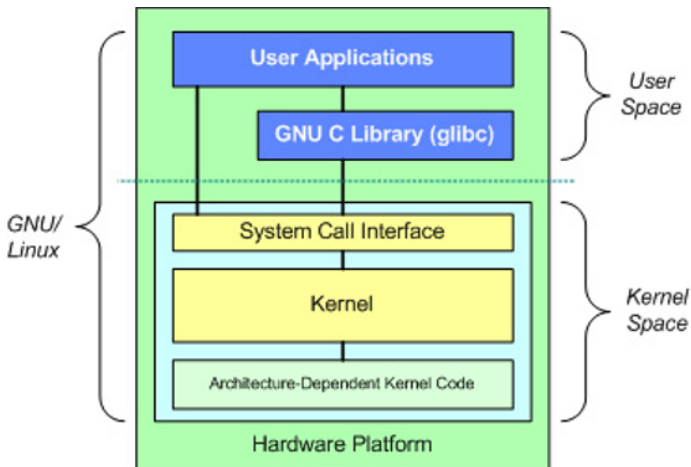 User Applications
GNU C Library (glibc)
User
Space
GNU/
Linux
System Call Interface
Kernel
Architecture-Dependent Kernel Code
Kernel
Space
Hardware Platform